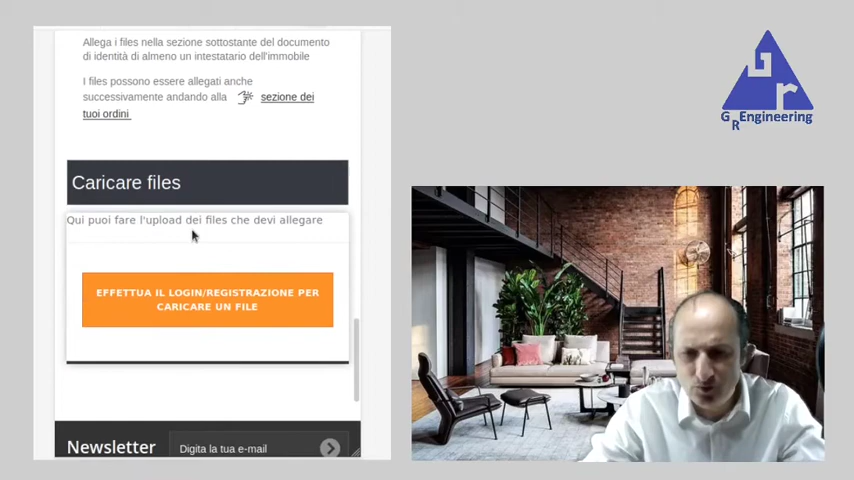 Allega i files nella sezione sottostante del documento
di identità di almeno un intestatario dell'immobile
I files possono essere allegati anche
successivamente andando alla sezione dei
tuoi ordini
Caricare files
Qui puoi fare l'upload dei files che devi allegare
EFFETTUA IL LOGIN/REGISTRAZIONE PER
CARICARE UN FILE
Newsletter Digita la tua e-mail
G r
GREngineering